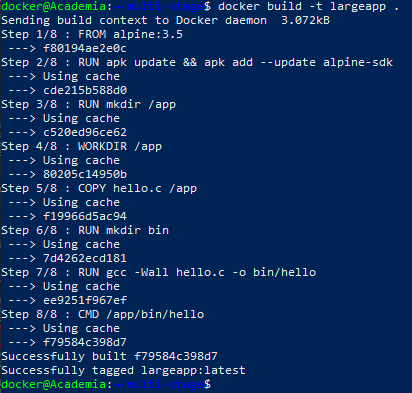 docker@Academia:~/multi-stage$ docker build -t largeapp .
Sending build context to Docker daemon  3.072kB
Step 1/8 : FROM alpine:3.5
 ---> f80194ae2e0c
Step 2/8 : RUN apk update && apk add --update alpine-sdk
 ---> Using cache
 ---> cde215b588d0
Step 3/8 : RUN mkdir /app
 ---> Using cache
 ---> c520ed96ce62
Step 4/8 : WORKDIR /app
 ---> Using cache
 ---> 80205c14950b
Step 5/8 : COPY hello.c /app
 ---> Using cache
 ---> f19966d5ac94
Step 6/8 : RUN mkdir bin
 ---> Using cache
 ---> 7d4262ecd181
Step 7/8 : RUN gcc -Wall hello.c -o bin/hello
 ---> Using cache
 ---> ee9251f967ef
Step 8/8 : CMD /app/bin/hello
 ---> Using cache
 ---> f79584c398d7
Successfully built f79584c398d7
Successfully tagged largeapp:latest
docker@Academia:~/multi-stage$